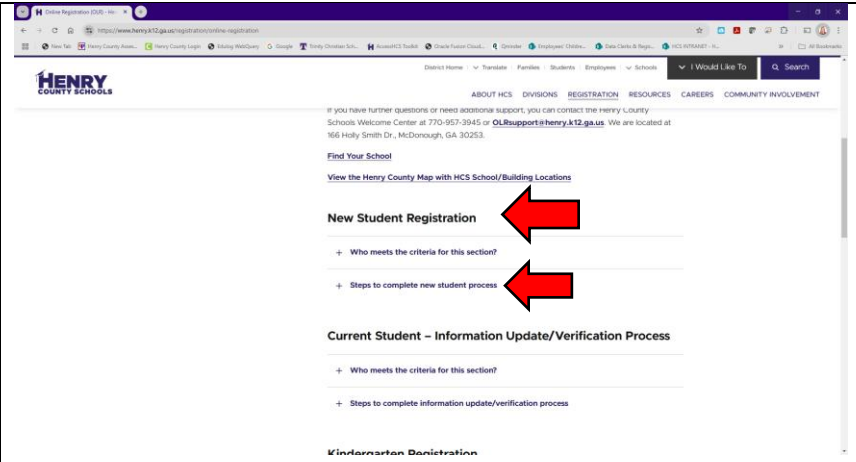 Online Registration (OLR) - He
https://www.henry.k12.ga.us/registration/online-registration
New Tab
Henry County Asses...
Henry County Login
Edulog WebQuery
Google
Trinity Christian Sch...
AccessHCS Toolkit
Oracle Fusion Cloud...
Qminder
Employees' Childre...
Data Clerks & Regis...
HCS INTRANET - H...
All Bookmarks
HENRY
COUNTY SCHOOLS
District Home
Translate
Families
Students
Employees
Schools
I Would Like To
Search
ABOUT HCS DIVISIONS REGISTRATION RESOURCES CAREERS COMMUNITY INVOLVEMENT
If you have further questions or need additional support, you can contact the Henry County
Schools Welcome Center at 770-957-3945 or OLRsupport@henry.k12.ga.us. We are located at
166 Holly Smith Dr., McDonough, GA 30253.
Find Your School
View the Henry County Map with HCS School/Building Locations
New Student Registration
+ Who meets the criteria for this section?
+ Steps to complete new student process
Current Student – Information Update/Verification Process
+ Who meets the criteria for this section?
+ Steps to complete information update/verification process
Kindergarten Registration